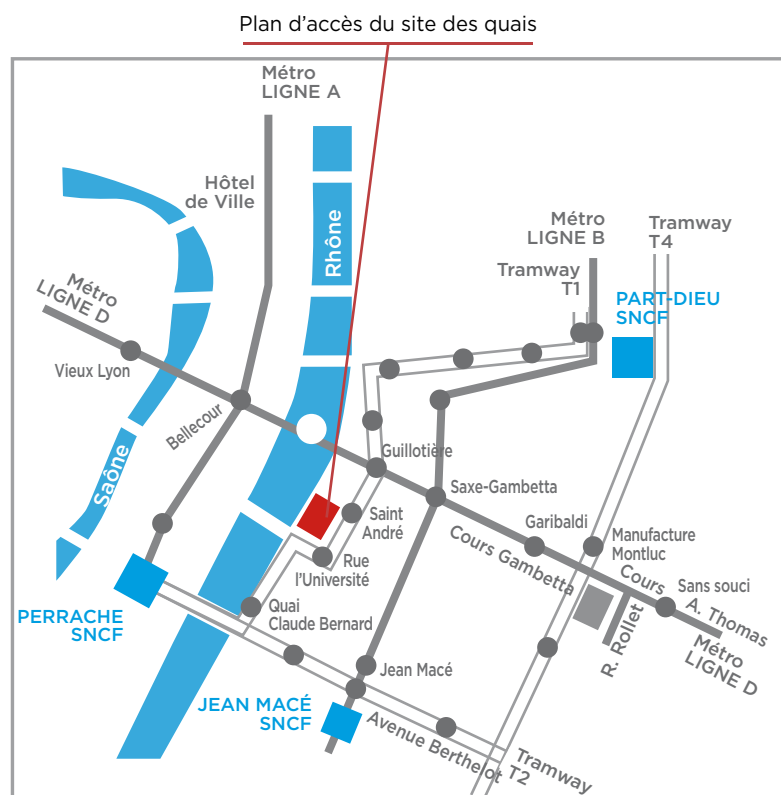 Plan d'accès du site des quais
Métro
LIGNE A
Hôtel
de Ville
Rhône
Métro
LIGNE B
Tramway
T4
Tramway
T1
PART-DIEU
SNCF
Métro
LIGNE D
Vieux Lyon
Bellecour
Saône
Guillotière
Saxe-Gambetta
Saint
André
Garibaldi
Manufacture
Montluc
Cours Gambetta
Rue
l'Université
Cours
Sans souci
A. Thomas
PERRACHE
SNCF
Quai
Claude Bernard
R. Rollet
Métro
LIGNE D
Jean Macé
JEAN MACÉ
SNCF
Avenue Berthelot
Tramway
T2